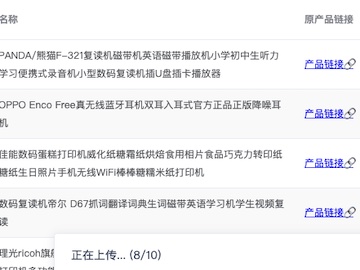 名称
原产品链接
PANDA/熊猫F-321复读机磁带机英语磁带播放机小学初中生听力
学习便携式录音机小型数码复读机插U盘插卡播放器
产品链接
OPPO Enco Free真无线蓝牙耳机双耳入耳式官方正品正版降噪耳
机
产品链接
佳能数码蛋糕打印机威化纸糖霜纸烘焙食用相片食品巧克力转印纸
糖纸生日照片手机无线WiFi棒棒糖糯米纸打印机
产品链接
数码复读机帝尔 D67抓词翻译词典生词磁带英语学习机学生视频复
读
产品链接
理光ricoh旗舰
正在上传... (8/10)